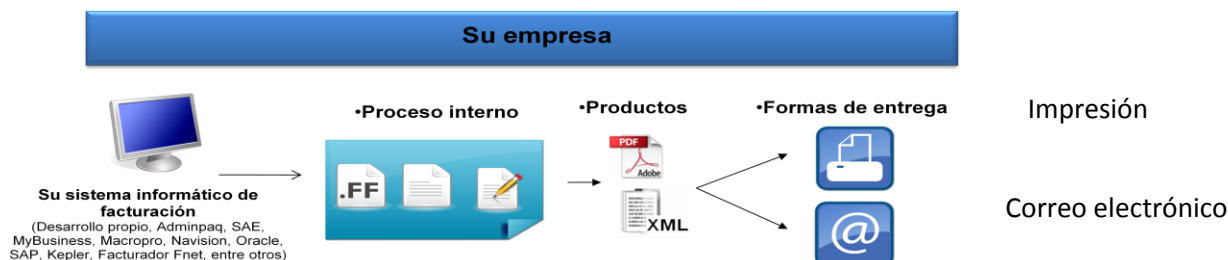 Su empresa
•Proceso interno
•Productos
•Formas de entrega
Impresión
PDF
Adobe
.FF
XML
@
Correo electrónico
Su sistema informático de
facturación
(Desarrollo propio, Adminpaq, SAE,
MyBusiness, Macropro, Navision, Oracle,
SAP, Kepler, Facturador Fnet, entre otros)